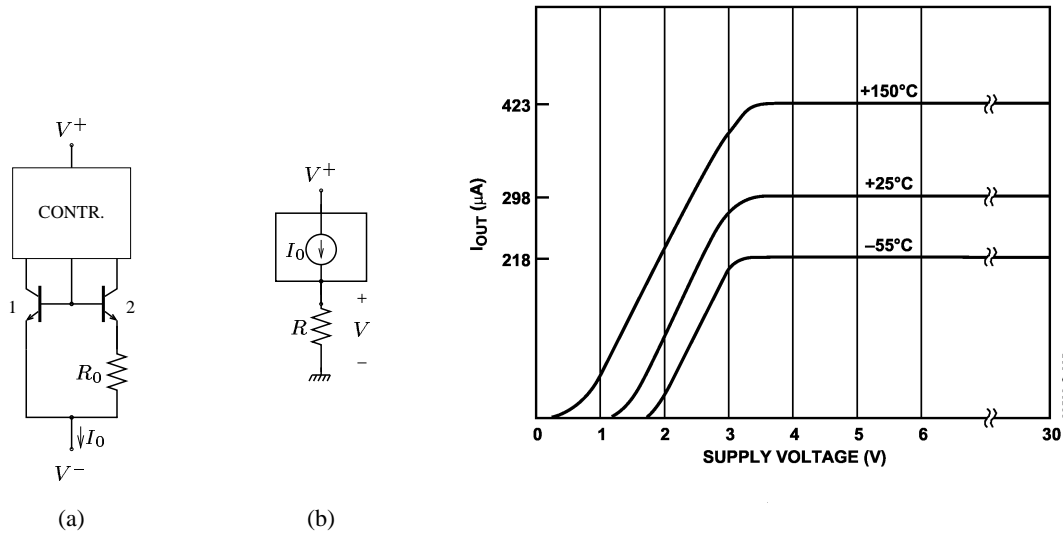 V+
CONTR.
1
2
R0
I0
V−
(a)
V+
I0
R
+
V
−
(b)
IOUT (µA)
423
298
218
+150°C
+25°C
−55°C
0 1 2 3 4 5 6 30
SUPPLY VOLTAGE (V)